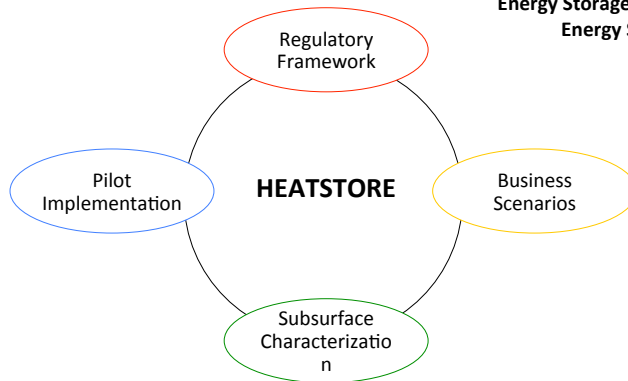 Energy Storage
Energy S
Regulatory
Framework
Pilot
Implementation
HEATSTORE
Business
Scenarios
Subsurface
Characterizatio
n